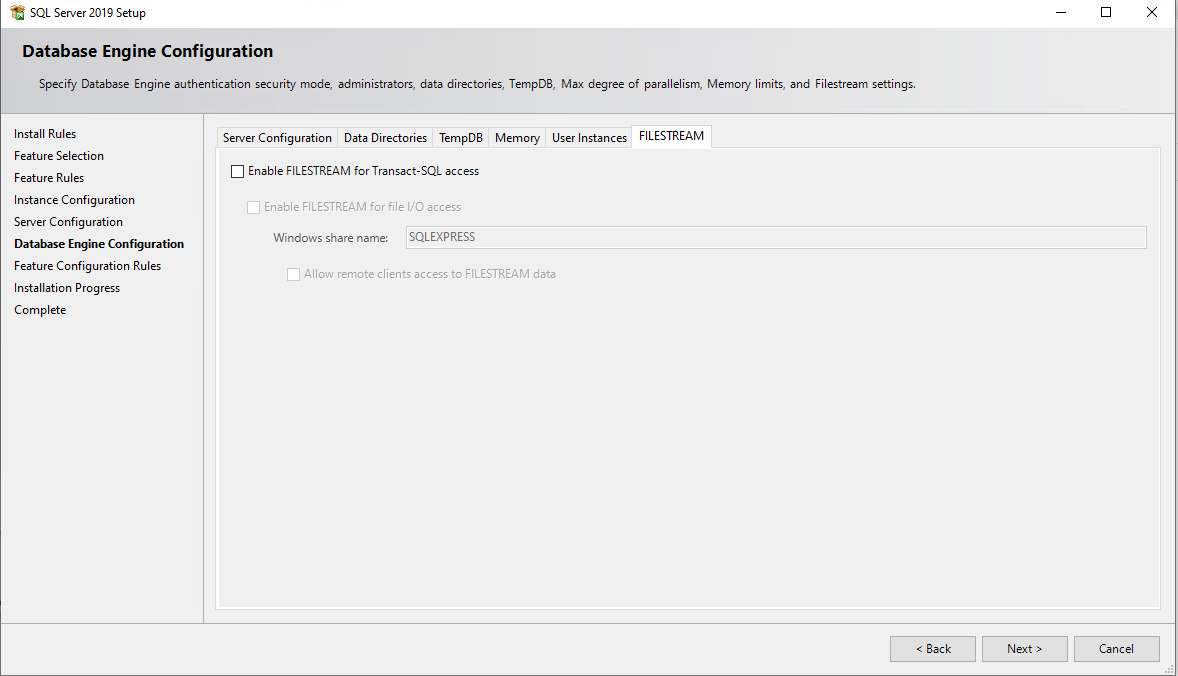 SQL Server 2019 Setup
Database Engine Configuration
Specify Database Engine authentication security mode, administrators, data directories, TempDB, Max degree of parallelism, Memory limits, and Filestream settings.
Install Rules
Feature Selection
Feature Rules
Instance Configuration
Server Configuration
Database Engine Configuration
Feature Configuration Rules
Installation Progress
Complete
Server Configuration Data Directories TempDB Memory User Instances FILESTREAM
Enable FILESTREAM for Transact-SQL access
Enable FILESTREAM for file I/O access
Windows share name: SQLEXPRESS
Allow remote clients access to FILESTREAM data
< Back Next > Cancel